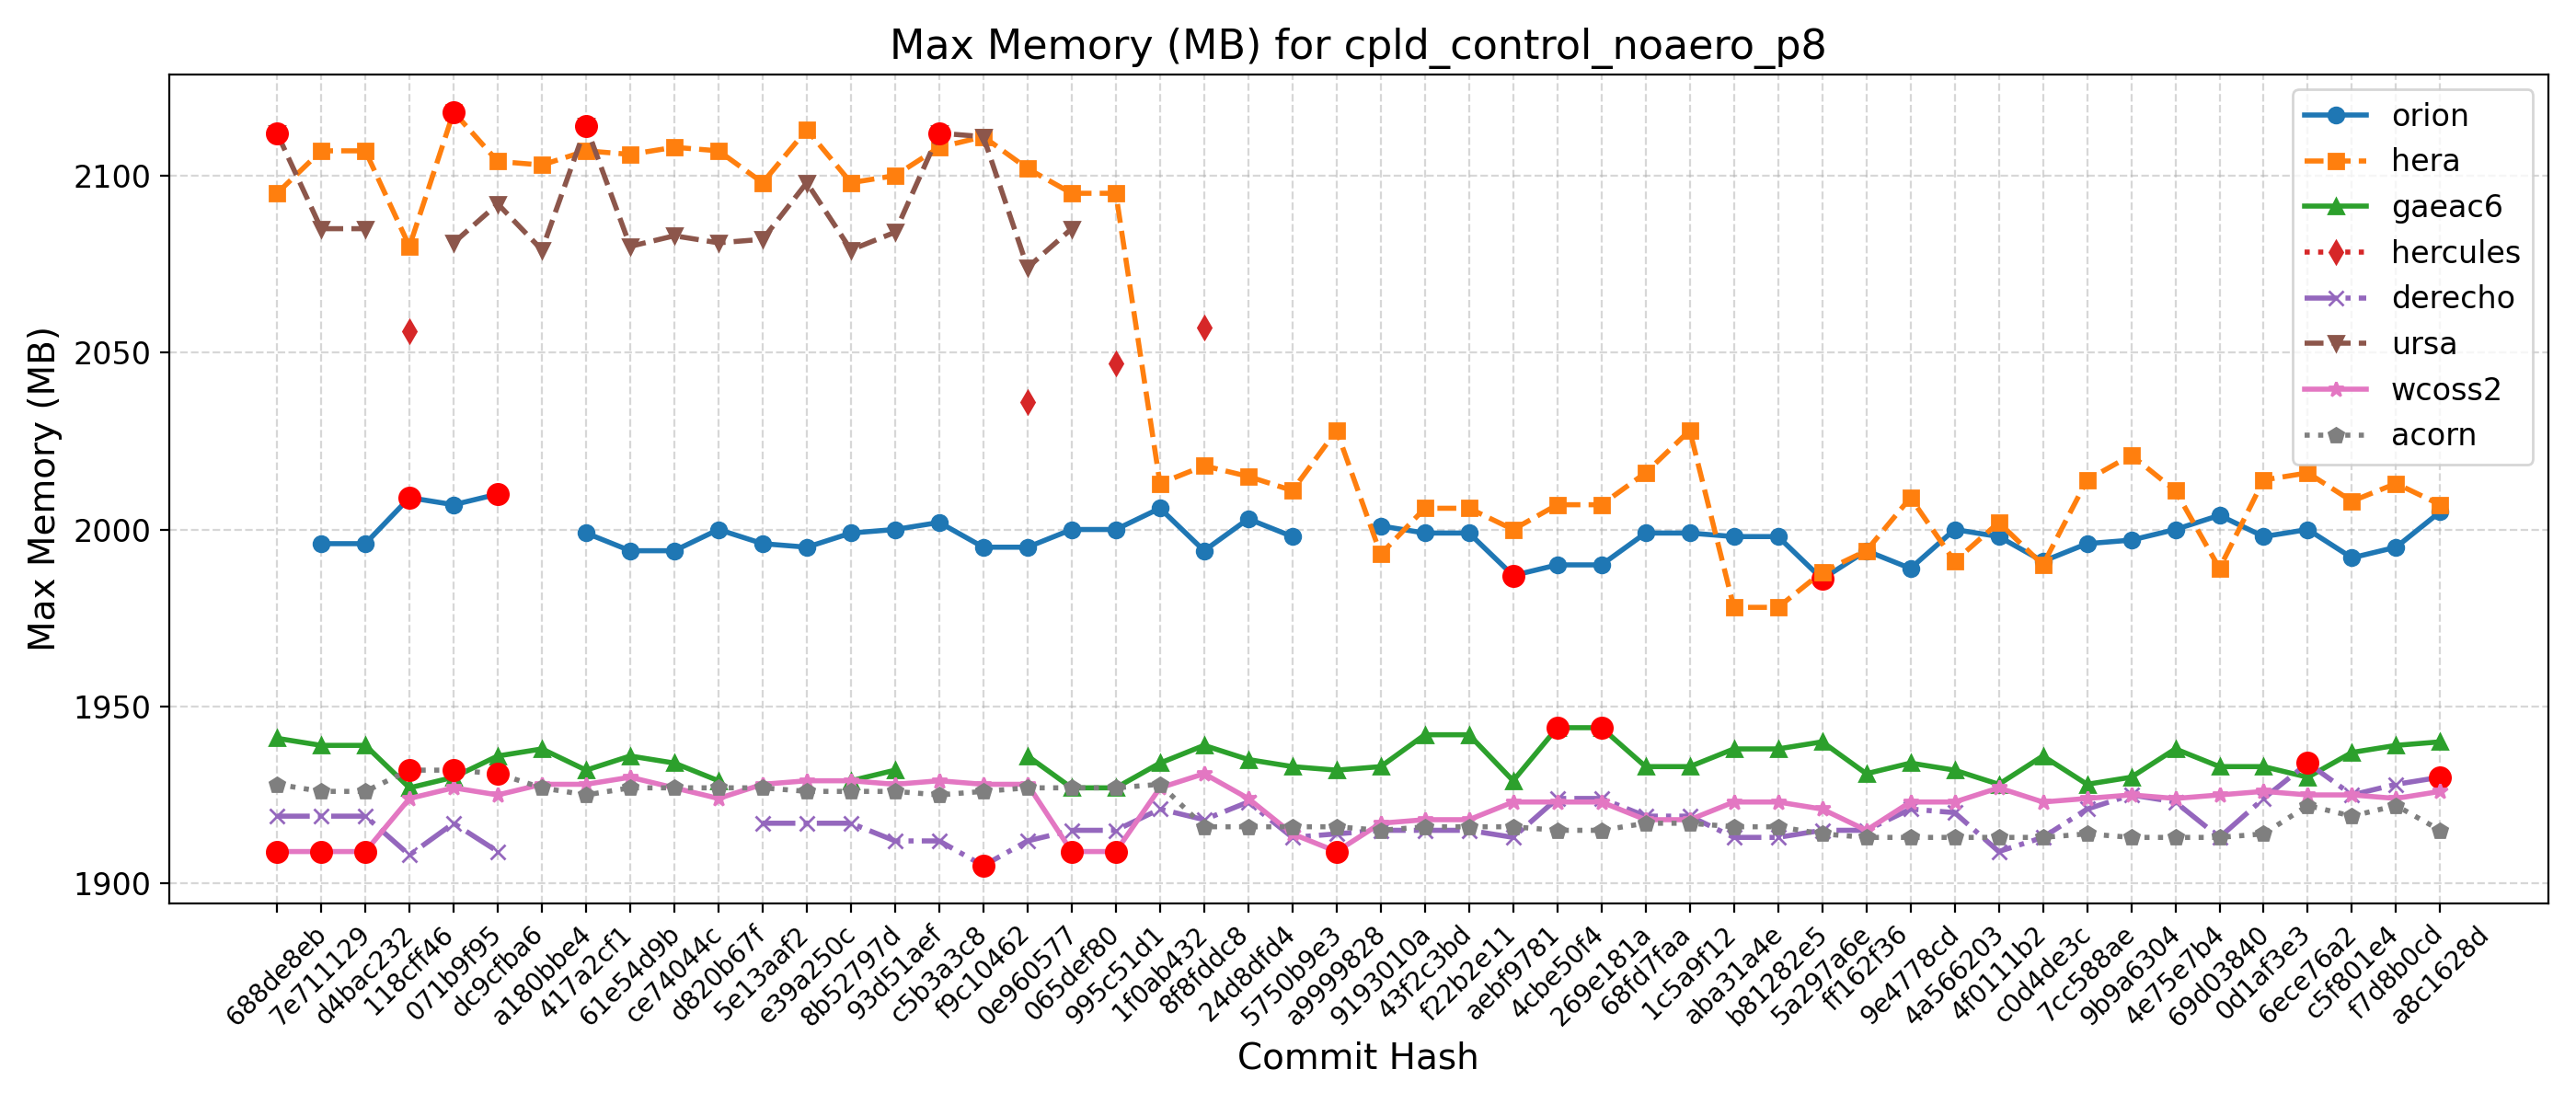 Max Memory (MB) for cpld_control_noaero_p8
Max Memory (MB)
2100
2050
2000
1950
1900
orion
hera
gaeac6
hercules
derecho
ursa
wcoss2
acorn
688de8eb
7e711129
d4bac232
118cff46
071b9f95
dc9cfba6
a180bbe4
417a2cf1
61e54d9b
ce74044c
d820b67f
5e13aaf2
e39a250c
8b52797d
93d51aef
c5b3a3c8
f9c10462
0e960577
065def80
995c51d1
1f0ab432
8f8fddc8
24d8dfd4
5750b9e3
a9999828
9193010a
43f2c3bd
f22b2e11
aebf9781
4cbe50f4
269e181a
68fd7faa
1c5a9f12
aba31a4e
b81282e5
5a297a6e
ff162f36
9e4778cd
4a566203
4f0111b2
c0d4de3c
7cc588ae
9b9a6304
4e75e7b4
69d03840
0d1af3e3
6ece76a2
c5f801e4
f7d8b0cd
a8c1628d
Commit Hash